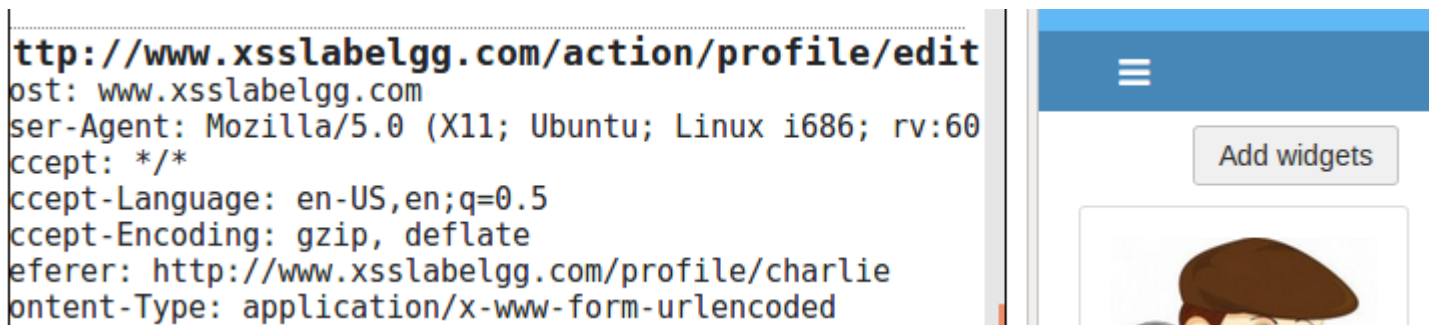 ttp://www.xsslabelgg.com/action/profile/edit
ost: www.xsslabelgg.com
ser-Agent: Mozilla/5.0 (X11; Ubuntu; Linux i686; rv:60
ccept: */*
ccept-Language: en-US,en;q=0.5
ccept-Encoding: gzip, deflate
eferer: http://www.xsslabelgg.com/profile/charlie
ontent-Type: application/x-www-form-urlencoded
Add widgets